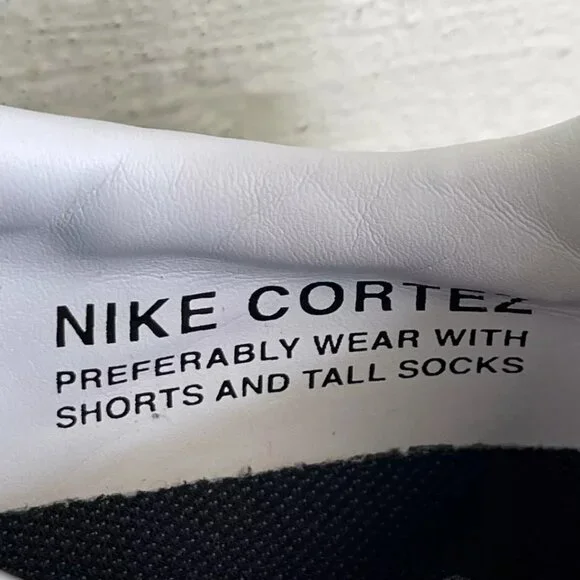 NIKE CORTEZ
PREFERABLY WEAR WITH
SHORTS AND TALL SOCKS